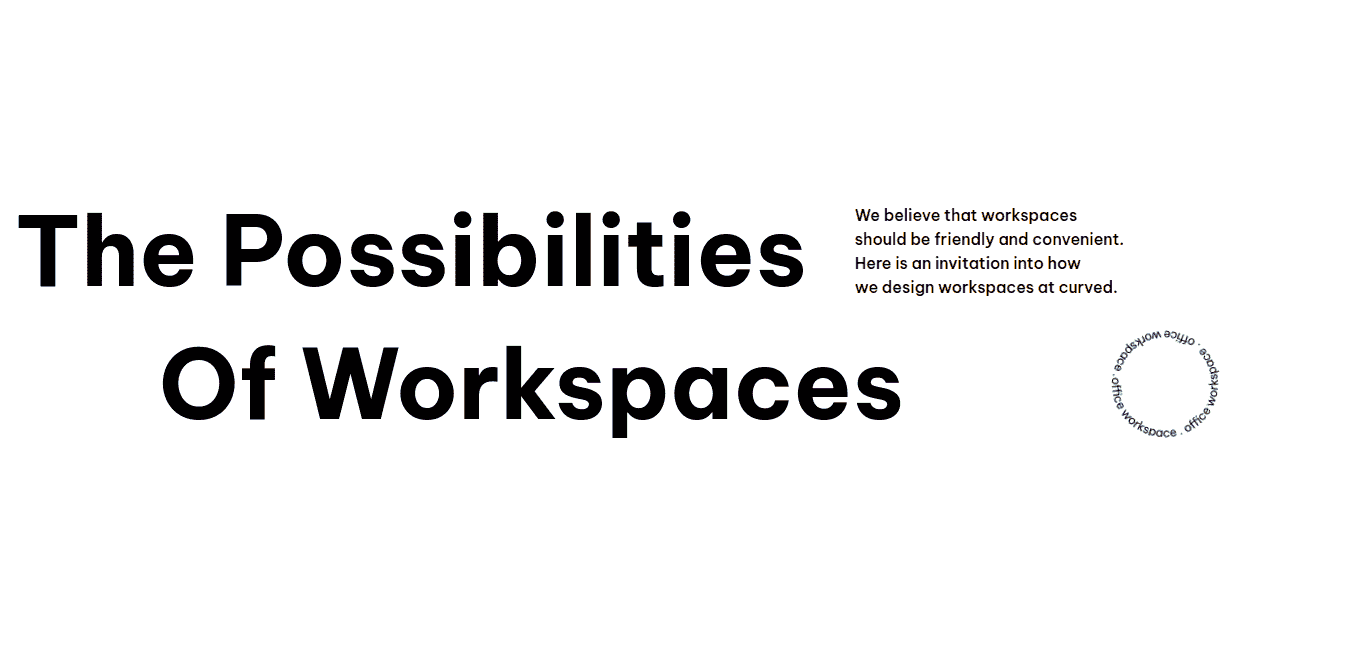 The Possibilities
Of Workspaces
We believe that workspaces
should be friendly and convenient.
Here is an invitation into how
we design workspaces at curved.
office workspace . office workspace . office workspace .